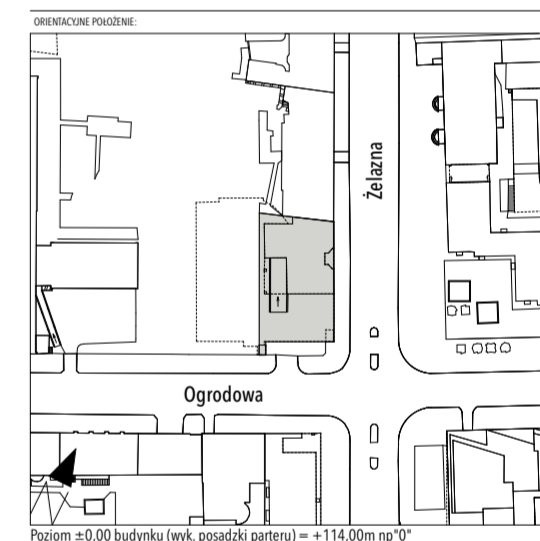 ORIENTACYJNE POŁOŻENIE:
Żelazna
Ogrodowa
Poziom ±0.00 budynku (wyk. posadzki parteru) = +114.00m np"0"